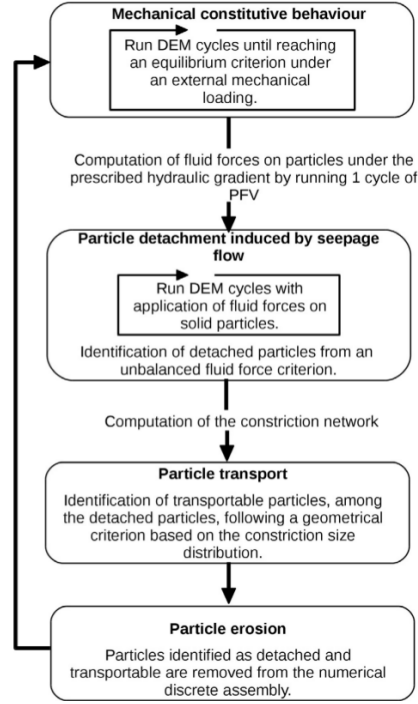 Mechanical constitutive behaviour
Run DEM cycles until reaching
an equilibrium criterion under
an external mechanical
loading.
Computation of fluid forces on particles under the
prescribed hydraulic gradient by running 1 cycle of
PFV
Particle detachment induced by seepage
flow
Run DEM cycles with
application of fluid forces on
solid particles.
Identification of detached particles from an
unbalanced fluid force criterion.
Computation of the constriction network
Particle transport
Identification of transportable particles, among
the detached particles, following a geometrical
criterion based on the constriction size
distribution.
Particle erosion
Particles identified as detached and
transportable are removed from the numerical
discrete assembly.